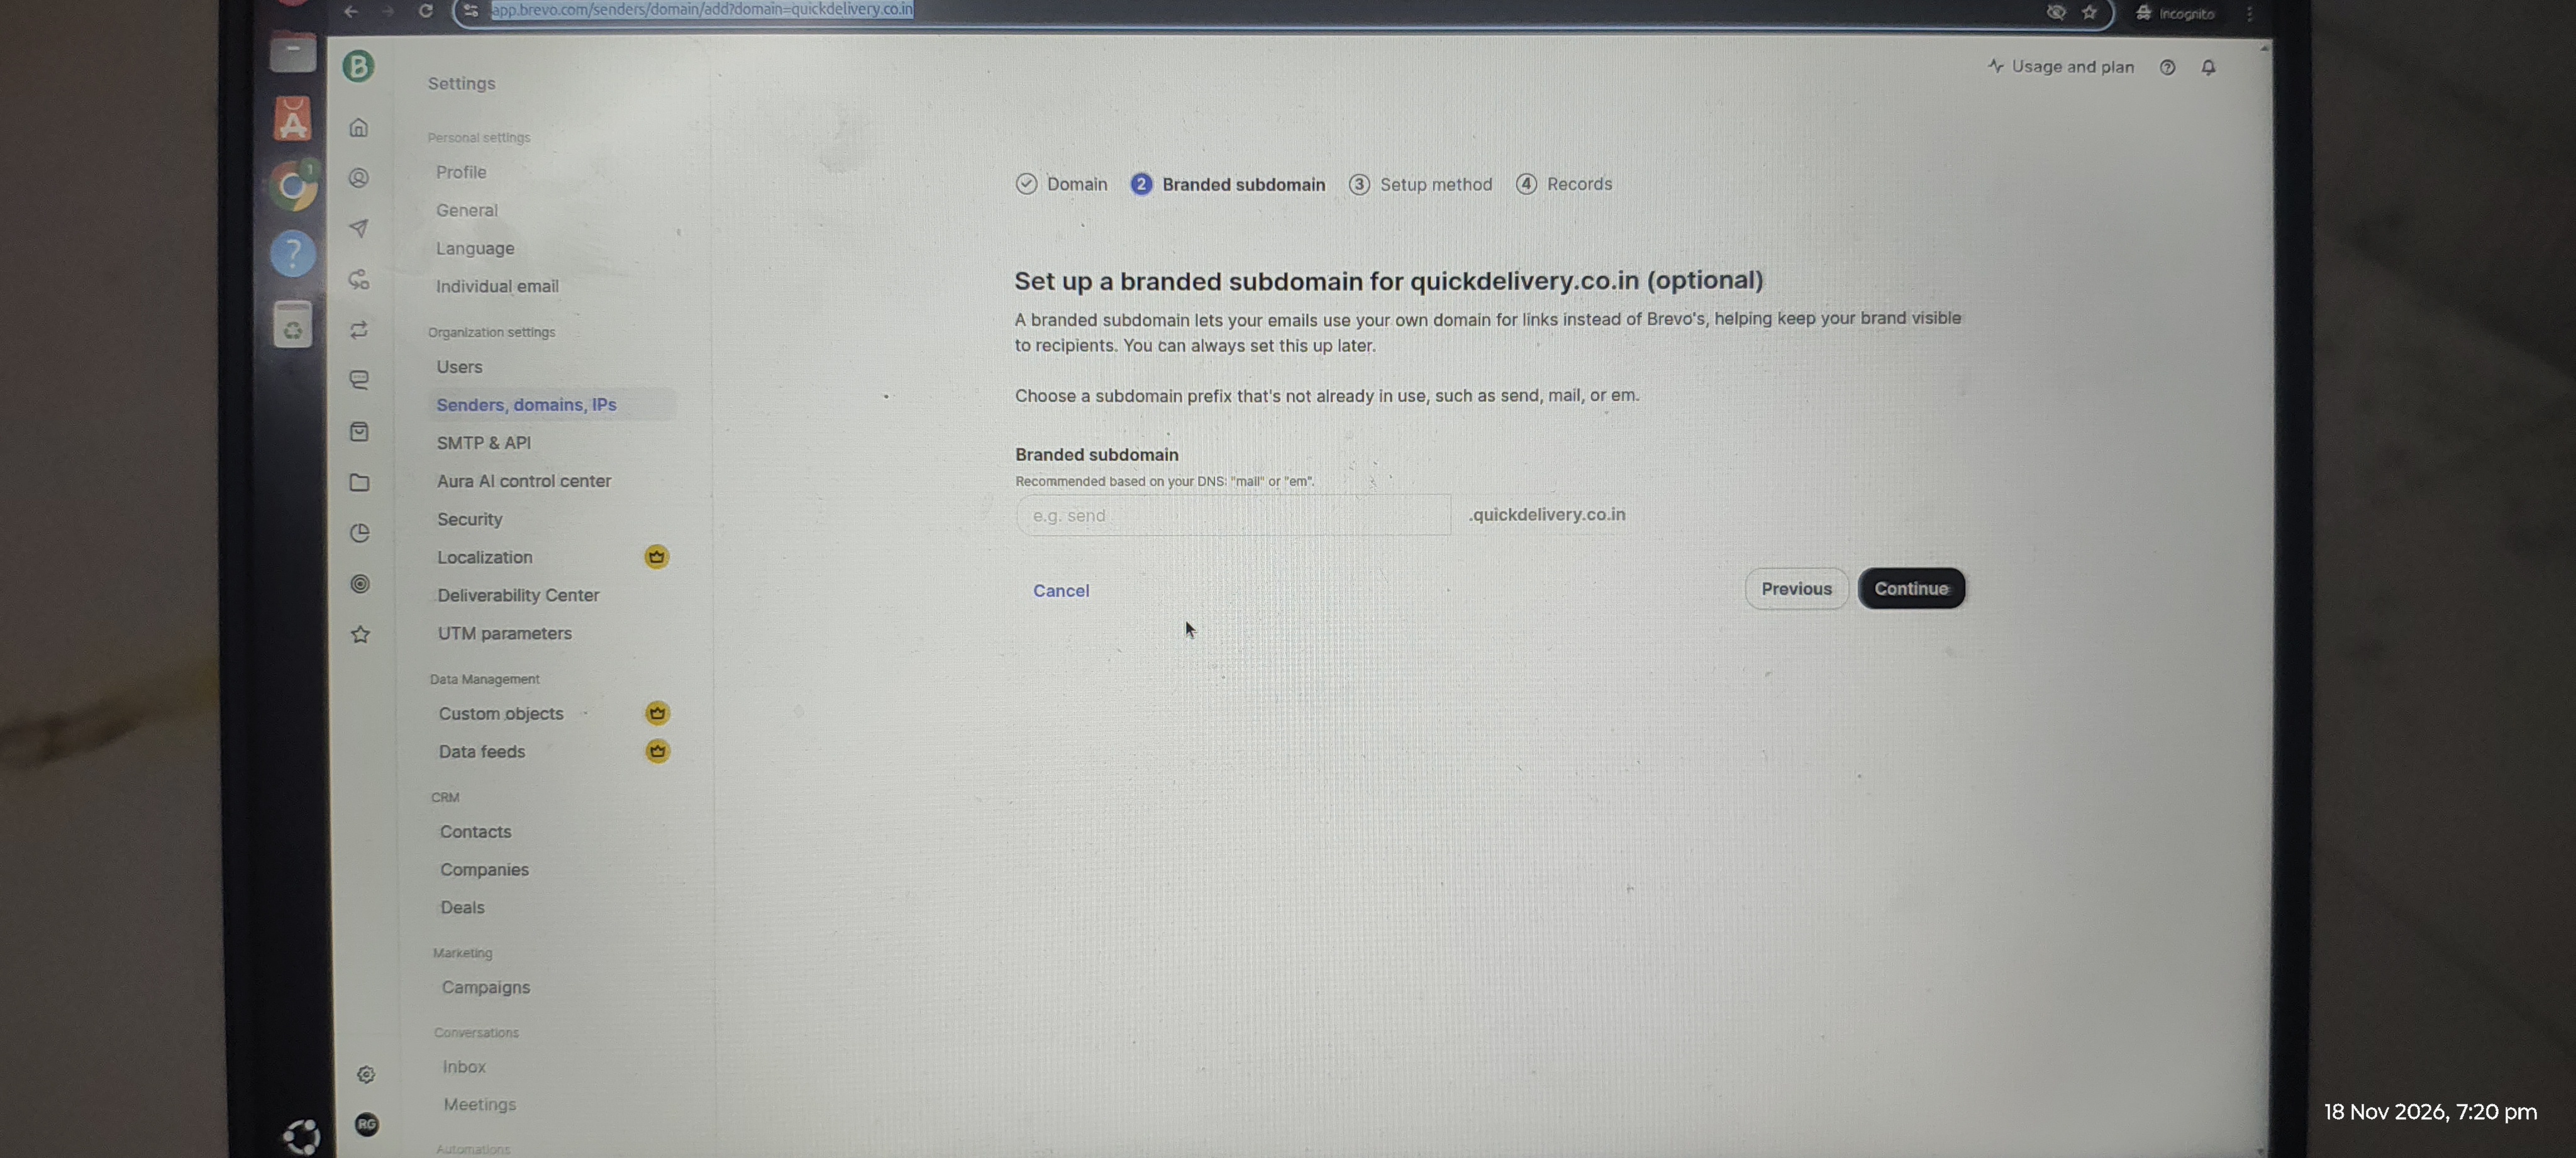 app.brevo.com/senders/domain/add?domain=quickdelivery.co.in
Incognito
Usage and plan
Settings
Personal settings
Profile
General
Language
Individual email
Organization settings
Users
Senders, domains, IPs
SMTP & API
Aura AI control center
Security
Localization
Deliverability Center
UTM parameters
Data Management
Custom objects
Data feeds
CRM
Contacts
Companies
Deals
Marketing
Campaigns
Conversations
Inbox
Meetings
Automations
RG
Domain 2 Branded subdomain 3 Setup method 4 Records
Set up a branded subdomain for quickdelivery.co.in (optional)
A branded subdomain lets your emails use your own domain for links instead of Brevo's, helping keep your brand visible
to recipients. You can always set this up later.
Choose a subdomain prefix that's not already in use, such as send, mail, or em.
Branded subdomain
Recommended based on your DNS: "mail" or "em".
e.g. send .quickdelivery.co.in
Cancel Previous Continue
18 Nov 2026, 7:20 pm